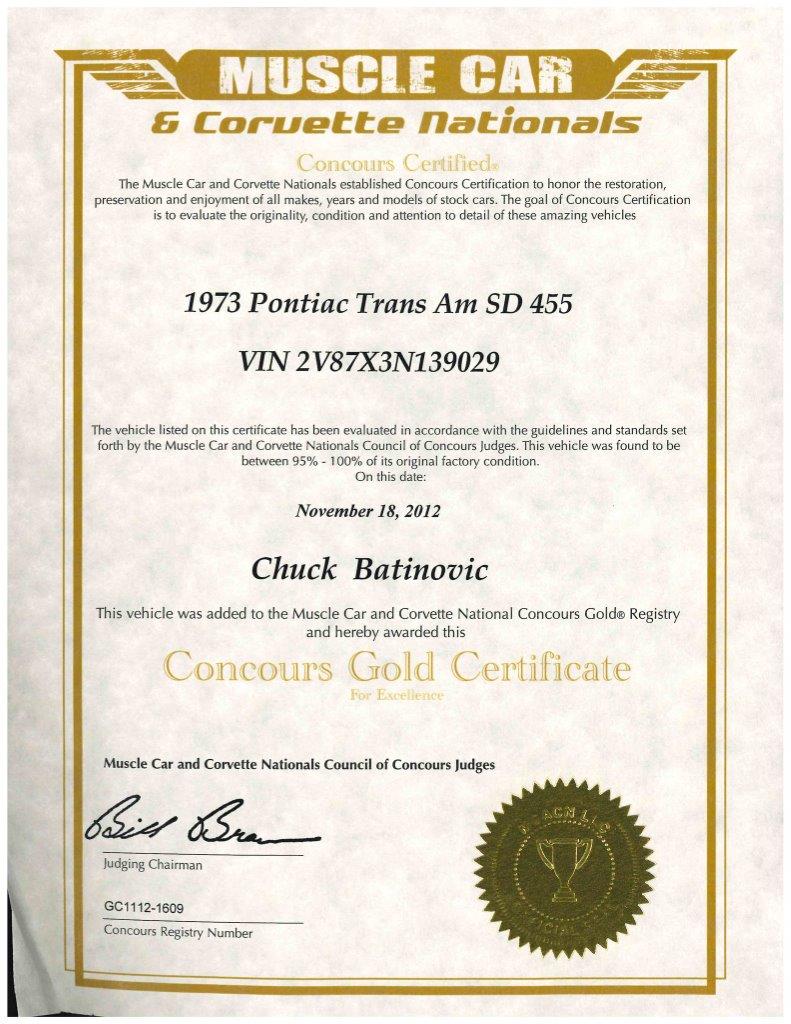 MUSCLE CAR
& Corvette Nationals
Concours Certified®
The Muscle Car and Corvette Nationals established Concours Certification to honor the restoration,
preservation and enjoyment of all makes, years and models of stock cars. The goal of Concours Certification
is to evaluate the originality, condition and attention to detail of these amazing vehicles
1973 Pontiac Trans Am SD 455
VIN 2V87X3N139029
The vehicle listed on this certificate has been evaluated in accordance with the guidelines and standards set
forth by the Muscle Car and Corvette Nationals Council of Concours Judges. This vehicle was found to be
between 95% - 100% of its original factory condition.
On this date:
November 18, 2012
Chuck Batinovic
This vehicle was added to the Muscle Car and Corvette National Concours Gold® Registry
and hereby awarded this
Concours Gold Certificate
For Excellence
Muscle Car and Corvette Nationals Council of Concours Judges
Bill
Judging Chairman
GC1112-1609
Concours Registry Number
LLC